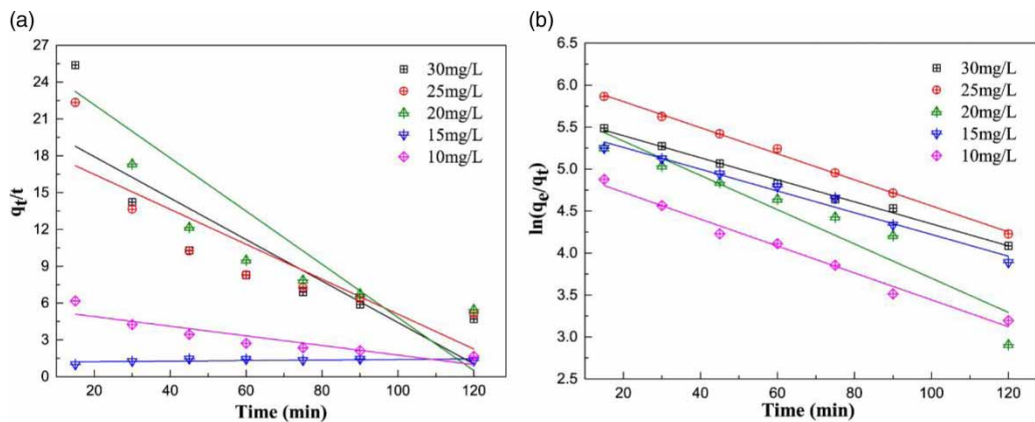 (a)
q_t/t
27
24
21
18
15
12
9
6
3
0
30mg/L
25mg/L
20mg/L
15mg/L
10mg/L
20
40
60
80
100
120
Time (min)
(b)
ln(q_e/q_t)
6.5
6.0
5.5
5.0
4.5
4.0
3.5
3.0
2.5
30mg/L
25mg/L
20mg/L
15mg/L
10mg/L
20
40
60
80
100
120
Time (min)